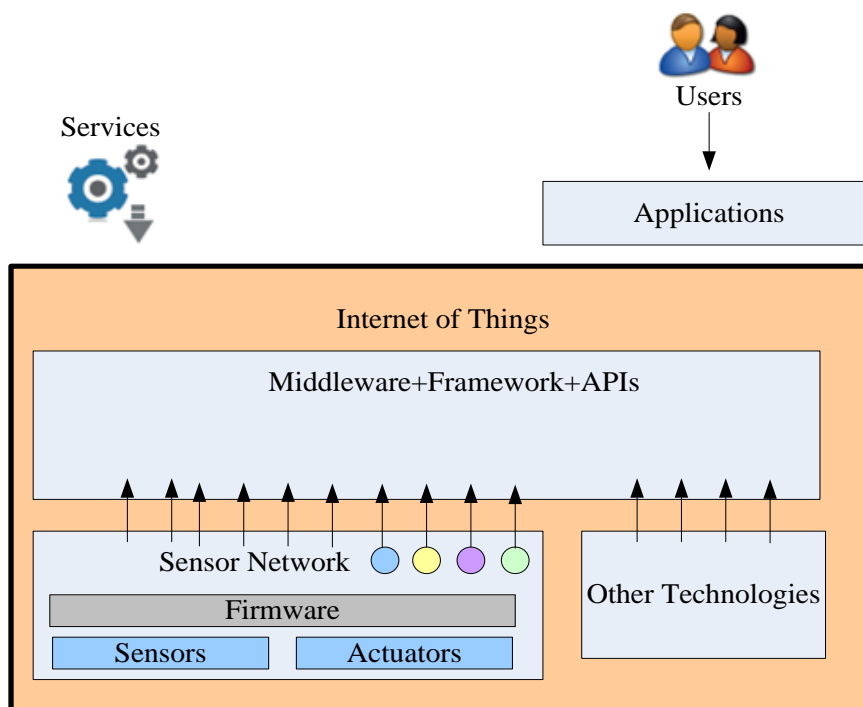 Users
Services
Applications
Internet of Things
Middleware+Framework+APIs
Sensor Network
Other Technologies
Firmware
Sensors
Actuators